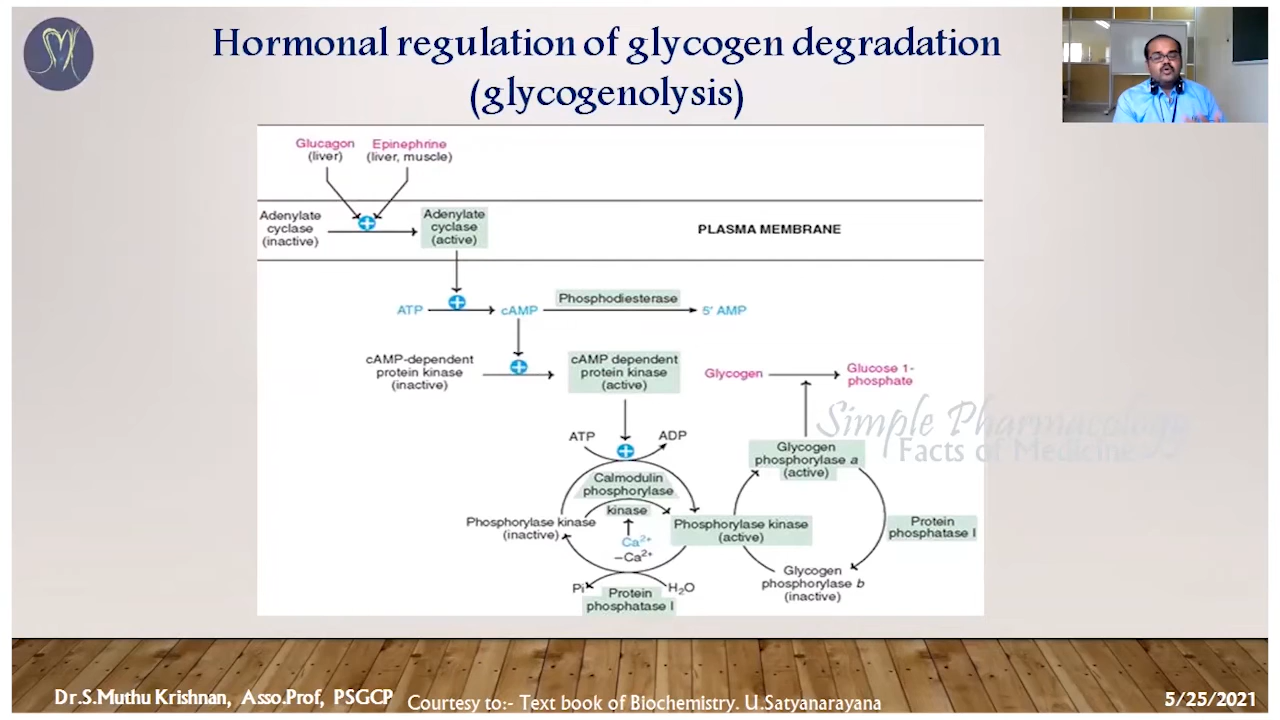 Hormonal regulation of glycogen degradation
(glycogenolysis)
Glucagon
(liver)
Epinephrine
(liver, muscle)
Adenylate
cyclase
(inactive)
Adenylate
cyclase
(active)
PLASMA MEMBRANE
ATP
cAMP
Phosphodiesterase
5' AMP
cAMP-dependent
protein kinase
(inactive)
cAMP dependent
protein kinase
(active)
Glycogen
Glucose 1-
phosphate
Simple Pharmacology
Facts of Medicine
ATP
ADP
Glycogen
phosphorylase a
(active)
Calmodulin
phosphorylase
kinase
Phosphorylase kinase
(inactive)
Ca²⁺
–Ca²⁺
Phosphorylase kinase
(active)
Protein
phosphatase I
Glycogen
phosphorylase b
(inactive)
Pi
H₂O
Protein
phosphatase I
Dr.S.Muthu Krishnan, Asso.Prof, PSGCP
Courtesy to:- Text book of Biochemistry. U.Satyanarayana
5/25/2021